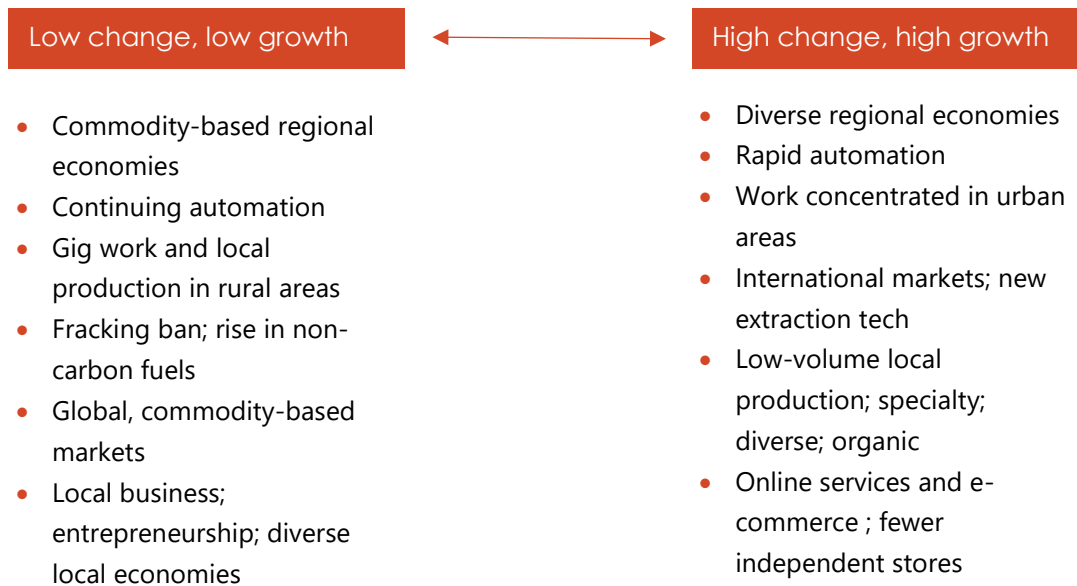 Low change, low growth
• Commodity-based regional
economies
• Continuing automation
• Gig work and local
production in rural areas
• Fracking ban; rise in non-
carbon fuels
• Global, commodity-based
markets
• Local business;
entrepreneurship; diverse
local economies
High change, high growth
• Diverse regional economies
• Rapid automation
• Work concentrated in urban
areas
• International markets; new
extraction tech
• Low-volume local
production; specialty;
diverse; organic
• Online services and e-
commerce ; fewer
independent stores